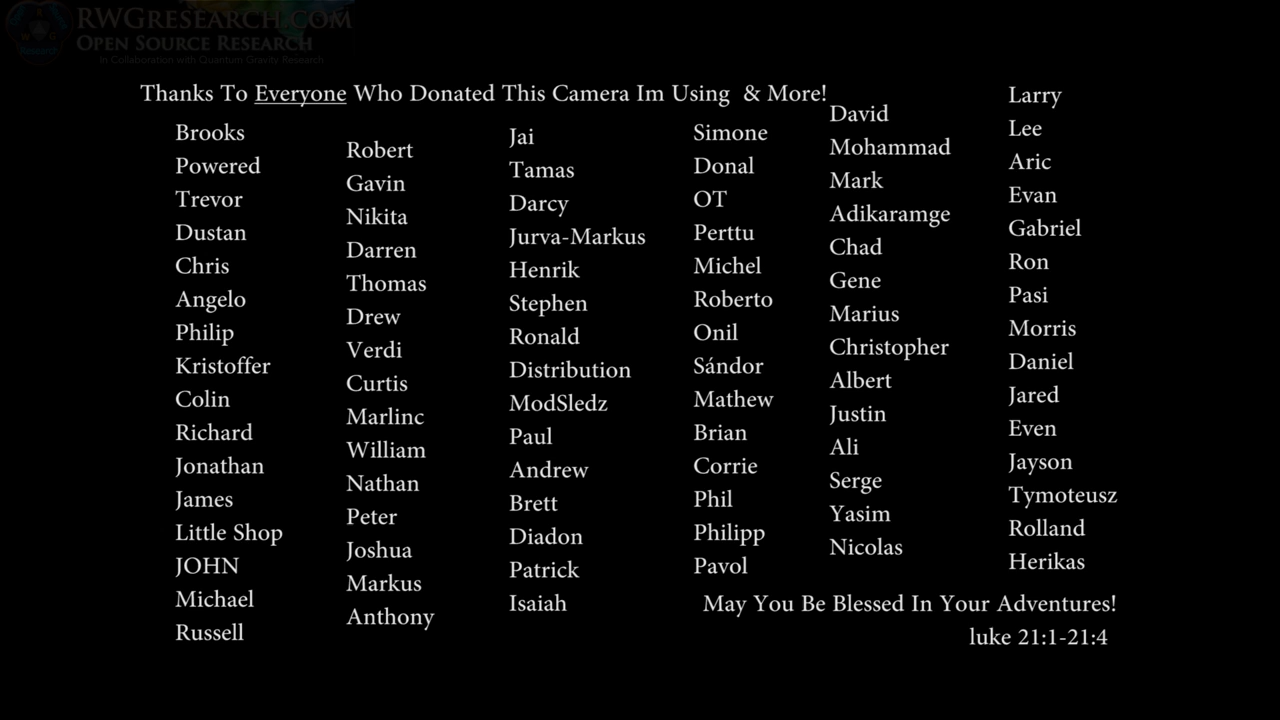 RWGRESEARCH.COM
OPEN SOURCE RESEARCH
In Collaboration with Quantum Gravity Research
Thanks To Everyone Who Donated This Camera Im Using & More!
Brooks
Powered
Trevor
Dustan
Chris
Angelo
Philip
Kristoffer
Colin
Richard
Jonathan
James
Little Shop
JOHN
Michael
Russell
Robert
Gavin
Nikita
Darren
Thomas
Drew
Verdi
Curtis
Marlinc
William
Nathan
Peter
Joshua
Markus
Anthony
Jai
Tamas
Darcy
Jurva-Markus
Henrik
Stephen
Ronald
Distribution
ModSledz
Paul
Andrew
Brett
Diadon
Patrick
Isaiah
Simone
Donal
OT
Perttu
Michel
Roberto
Onil
Sándor
Mathew
Brian
Corrie
Phil
Philipp
Pavol
David
Mohammad
Mark
Adikaramge
Chad
Gene
Marius
Christopher
Albert
Justin
Ali
Serge
Yasim
Nicolas
Larry
Lee
Aric
Evan
Gabriel
Ron
Pasi
Morris
Daniel
Jared
Even
Jayson
Tymoteusz
Rolland
Herikas
May You Be Blessed In Your Adventures!
luke 21:1-21:4